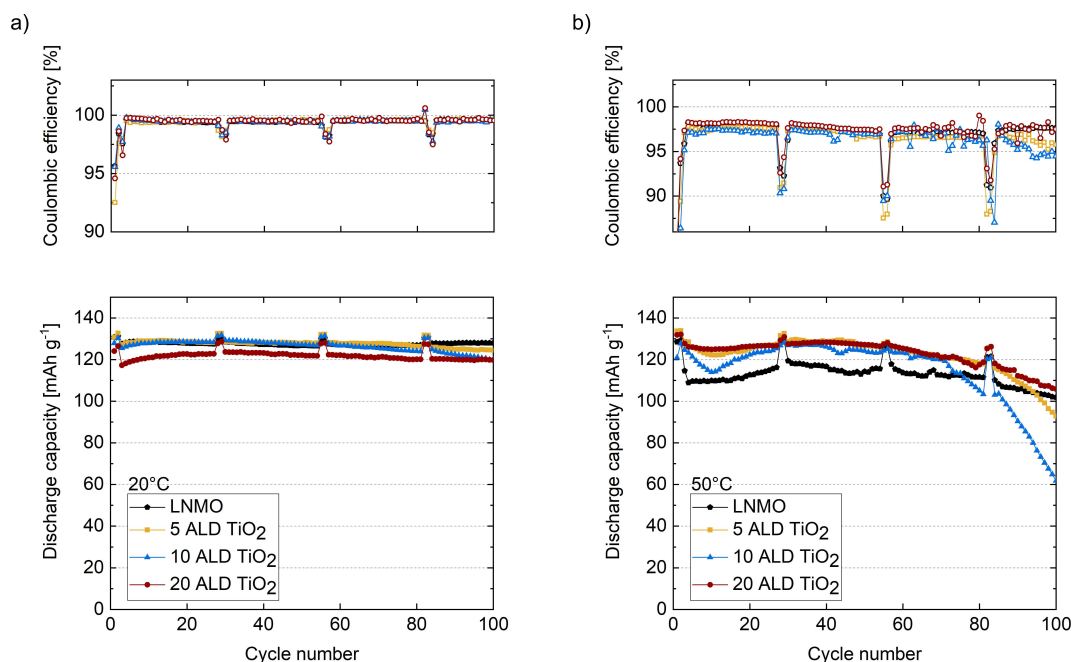 a)
Coulombic efficiency [%]
100
95
90
Discharge capacity [mAh g⁻¹]
140
120
100
80
60
40
20
0
20°C
LNMO
5 ALD TiO₂
10 ALD TiO₂
20 ALD TiO₂
0 20 40 60 80 100
Cycle number
b)
Coulombic efficiency [%]
100
95
90
Discharge capacity [mAh g⁻¹]
140
120
100
80
60
40
20
0
50°C
LNMO
5 ALD TiO₂
10 ALD TiO₂
20 ALD TiO₂
0 20 40 60 80 100
Cycle number